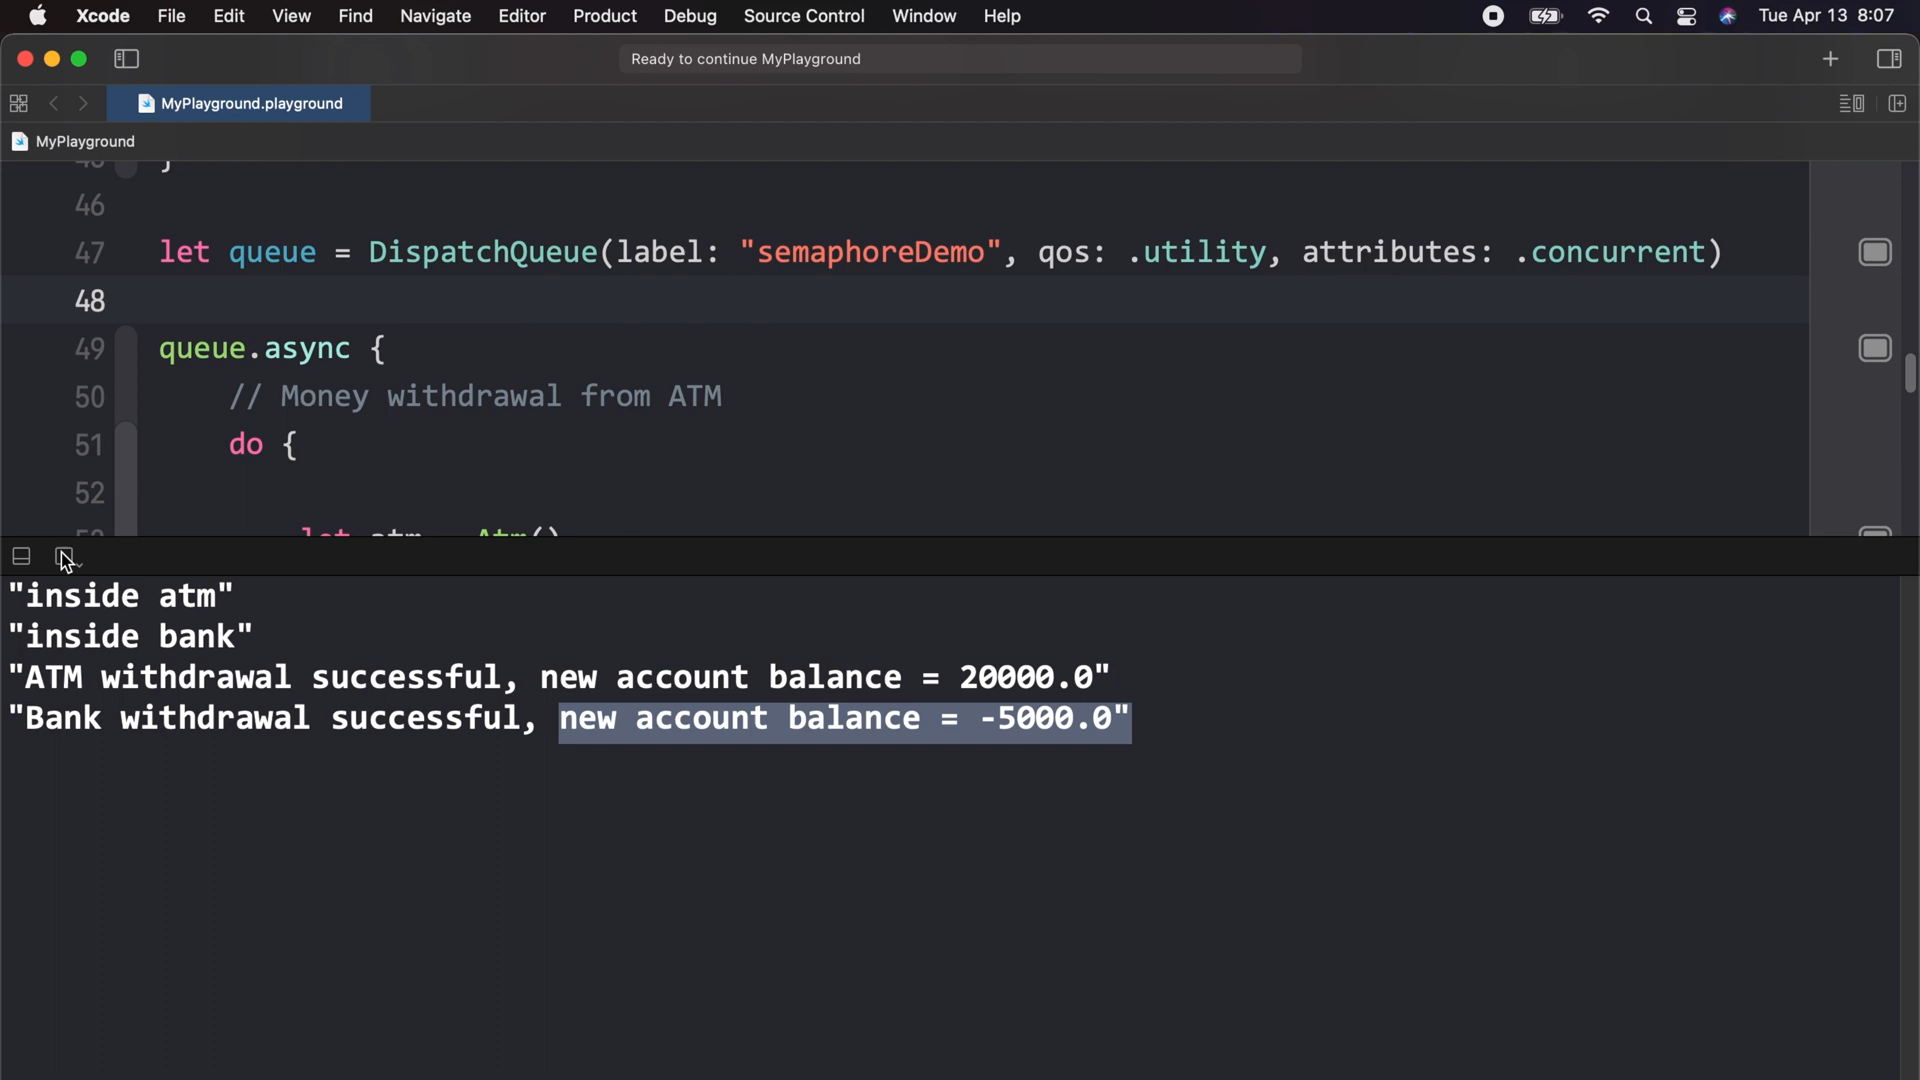 Xcode File Edit View Find Navigate Editor Product Debug Source Control Window Help Tue Apr 13 8:07
Ready to continue MyPlayground
MyPlayground.playground
MyPlayground
46
47 let queue = DispatchQueue(label: "semaphoreDemo", qos: .utility, attributes: .concurrent)
48
49 queue.async {
50 // Money withdrawal from ATM
51 do {
52
let atm = Atm()
"inside atm"
"inside bank"
"ATM withdrawal successful, new account balance = 20000.0"
"Bank withdrawal successful, new account balance = -5000.0"